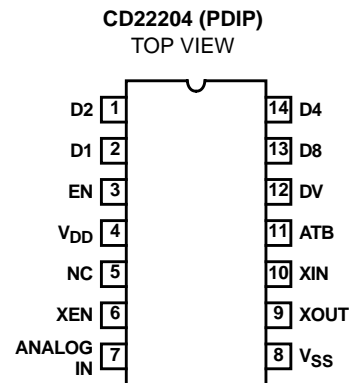 CD22204 (PDIP)
TOP VIEW
D2 1 14 D4
D1 2 13 D8
EN 3 12 DV
VDD 4 11 ATB
NC 5 10 XIN
XEN 6 9 XOUT
ANALOG
IN 7 8 VSS